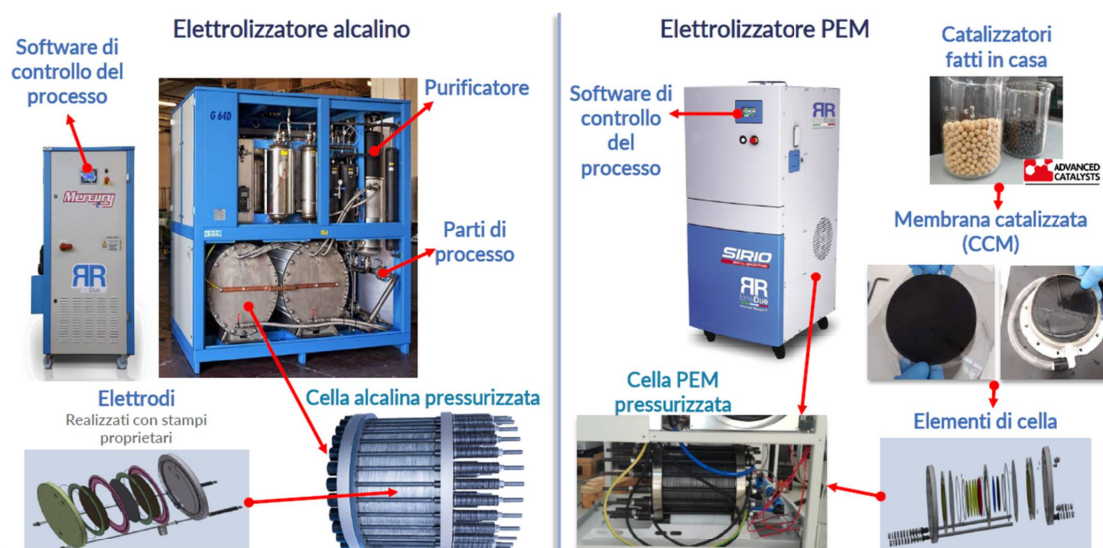 Elettrolizzatore alcalino
Software di
controllo del
processo
Purificatore
G 64D
Mercury
Parti di
processo
RR
Due
Elettrodi
Realizzati con stampi
proprietari
Cella alcalina pressurizzata
Elettrolizzatore PEM
Software di
controllo
del
processo
RR
SIRIO
RR
Due
Catalizzatori
fatti in casa
ADVANCED
CATALYSTS
Membrana catalizzata
(CCM)
Cella PEM
pressurizzata
Elementi di cella